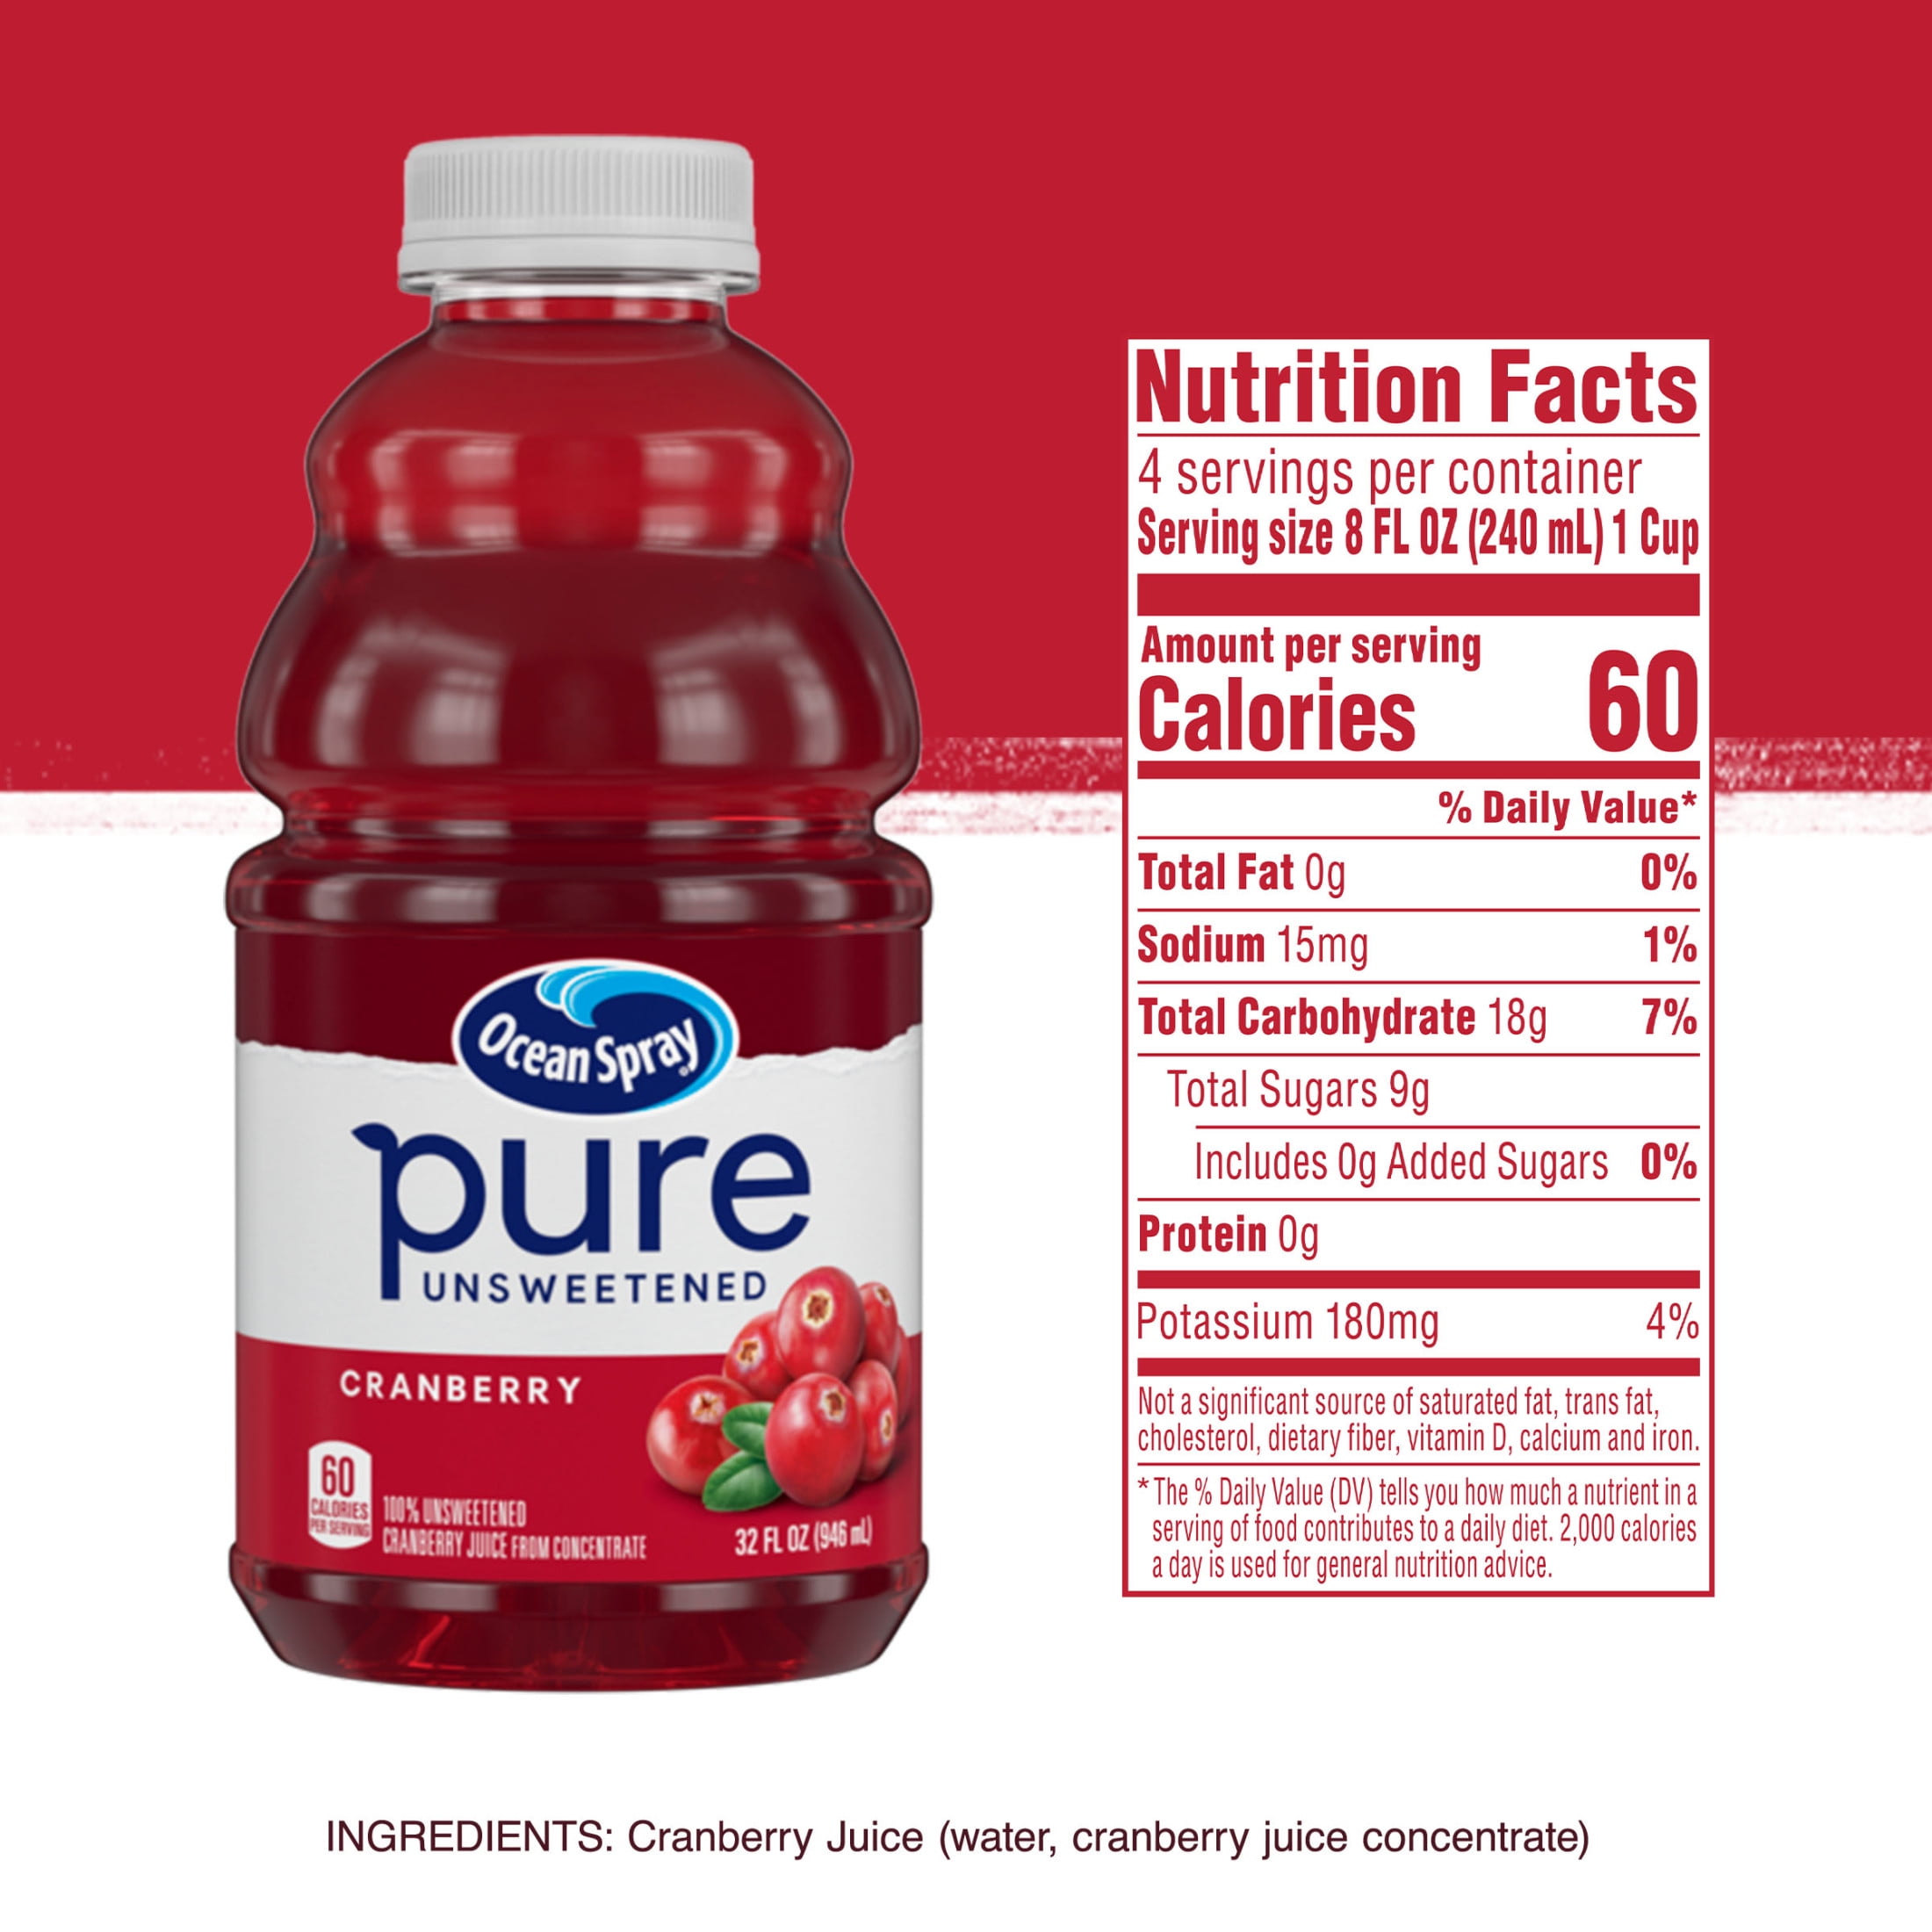 Ocean Spray®
pure
UNSWEETENED
CRANBERRY
60
CALORIES
PER SERVING
100% UNSWEETENED
CRANBERRY JUICE FROM CONCENTRATE
32 FL OZ (946 mL)
Nutrition Facts
4 servings per container
Serving size 8 FL OZ (240 mL) 1 Cup
Amount per serving
Calories 60
% Daily Value*
Total Fat 0g 0%
Sodium 15mg 1%
Total Carbohydrate 18g 7%
Total Sugars 9g
Includes 0g Added Sugars 0%
Protein 0g
Potassium 180mg 4%
Not a significant source of saturated fat, trans fat,
cholesterol, dietary fiber, vitamin D, calcium and iron.
* The % Daily Value (DV) tells you how much a nutrient in a
serving of food contributes to a daily diet. 2,000 calories
a day is used for general nutrition advice.
INGREDIENTS: Cranberry Juice (water, cranberry juice concentrate)